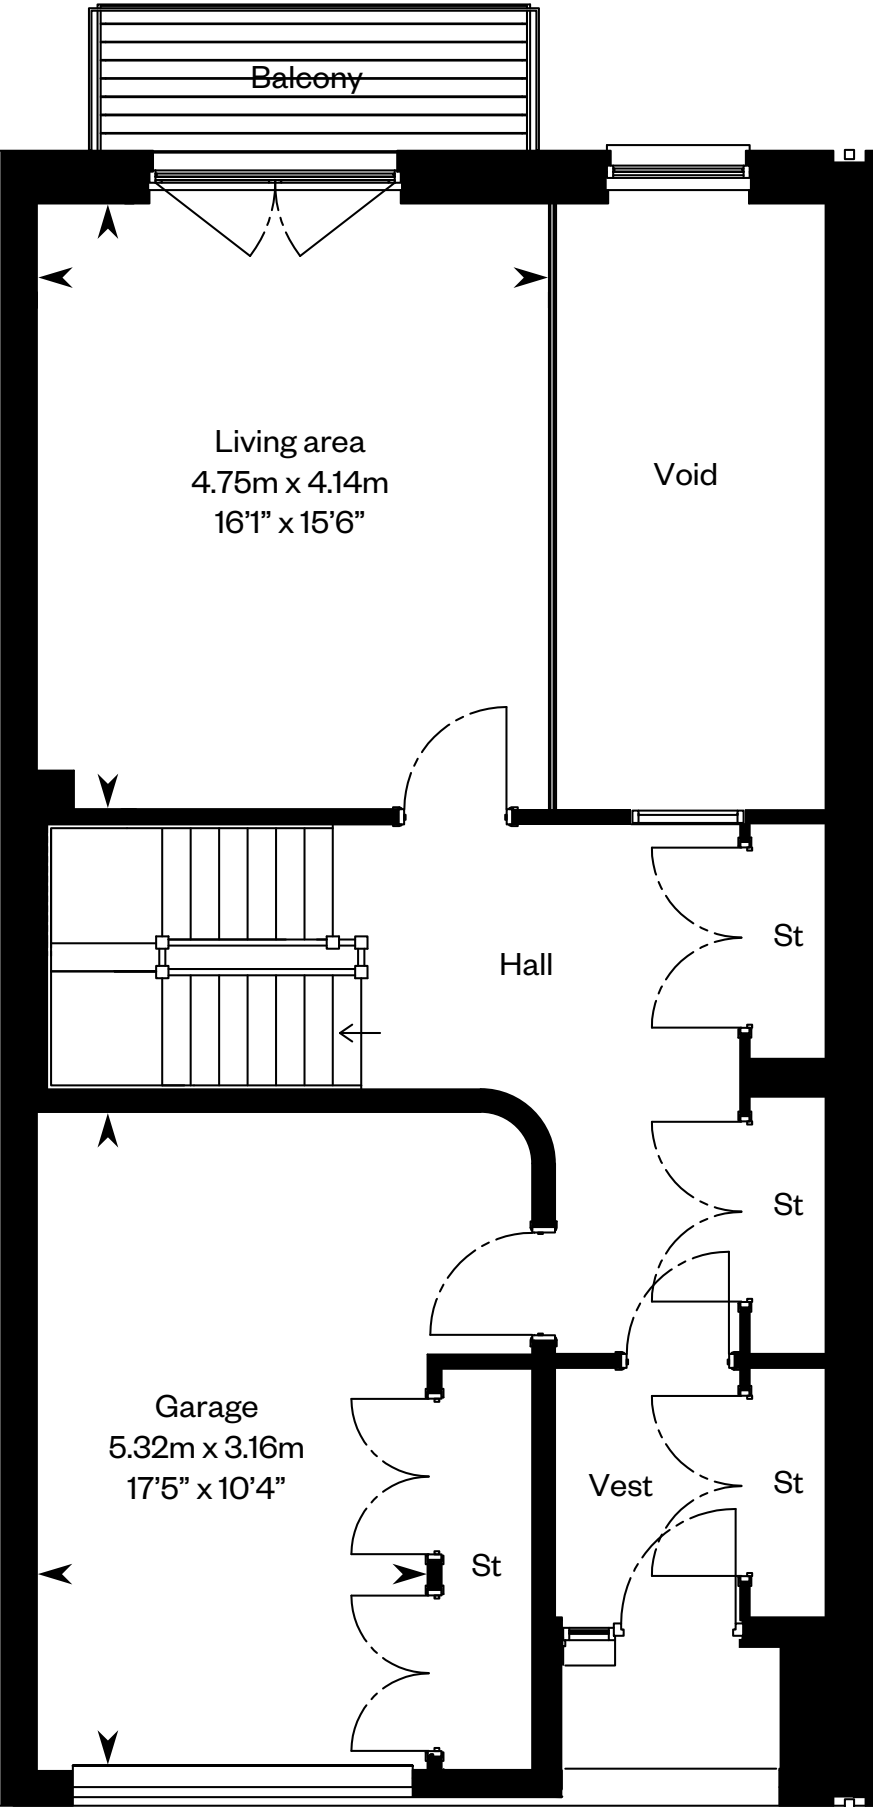 Balcony
Living area
4.75m x 4.14m
16’1” x 15’6”
Void
Hall
St
St
Garage
5.32m x 3.16m
17’5” x 10’4”
Vest
St
St